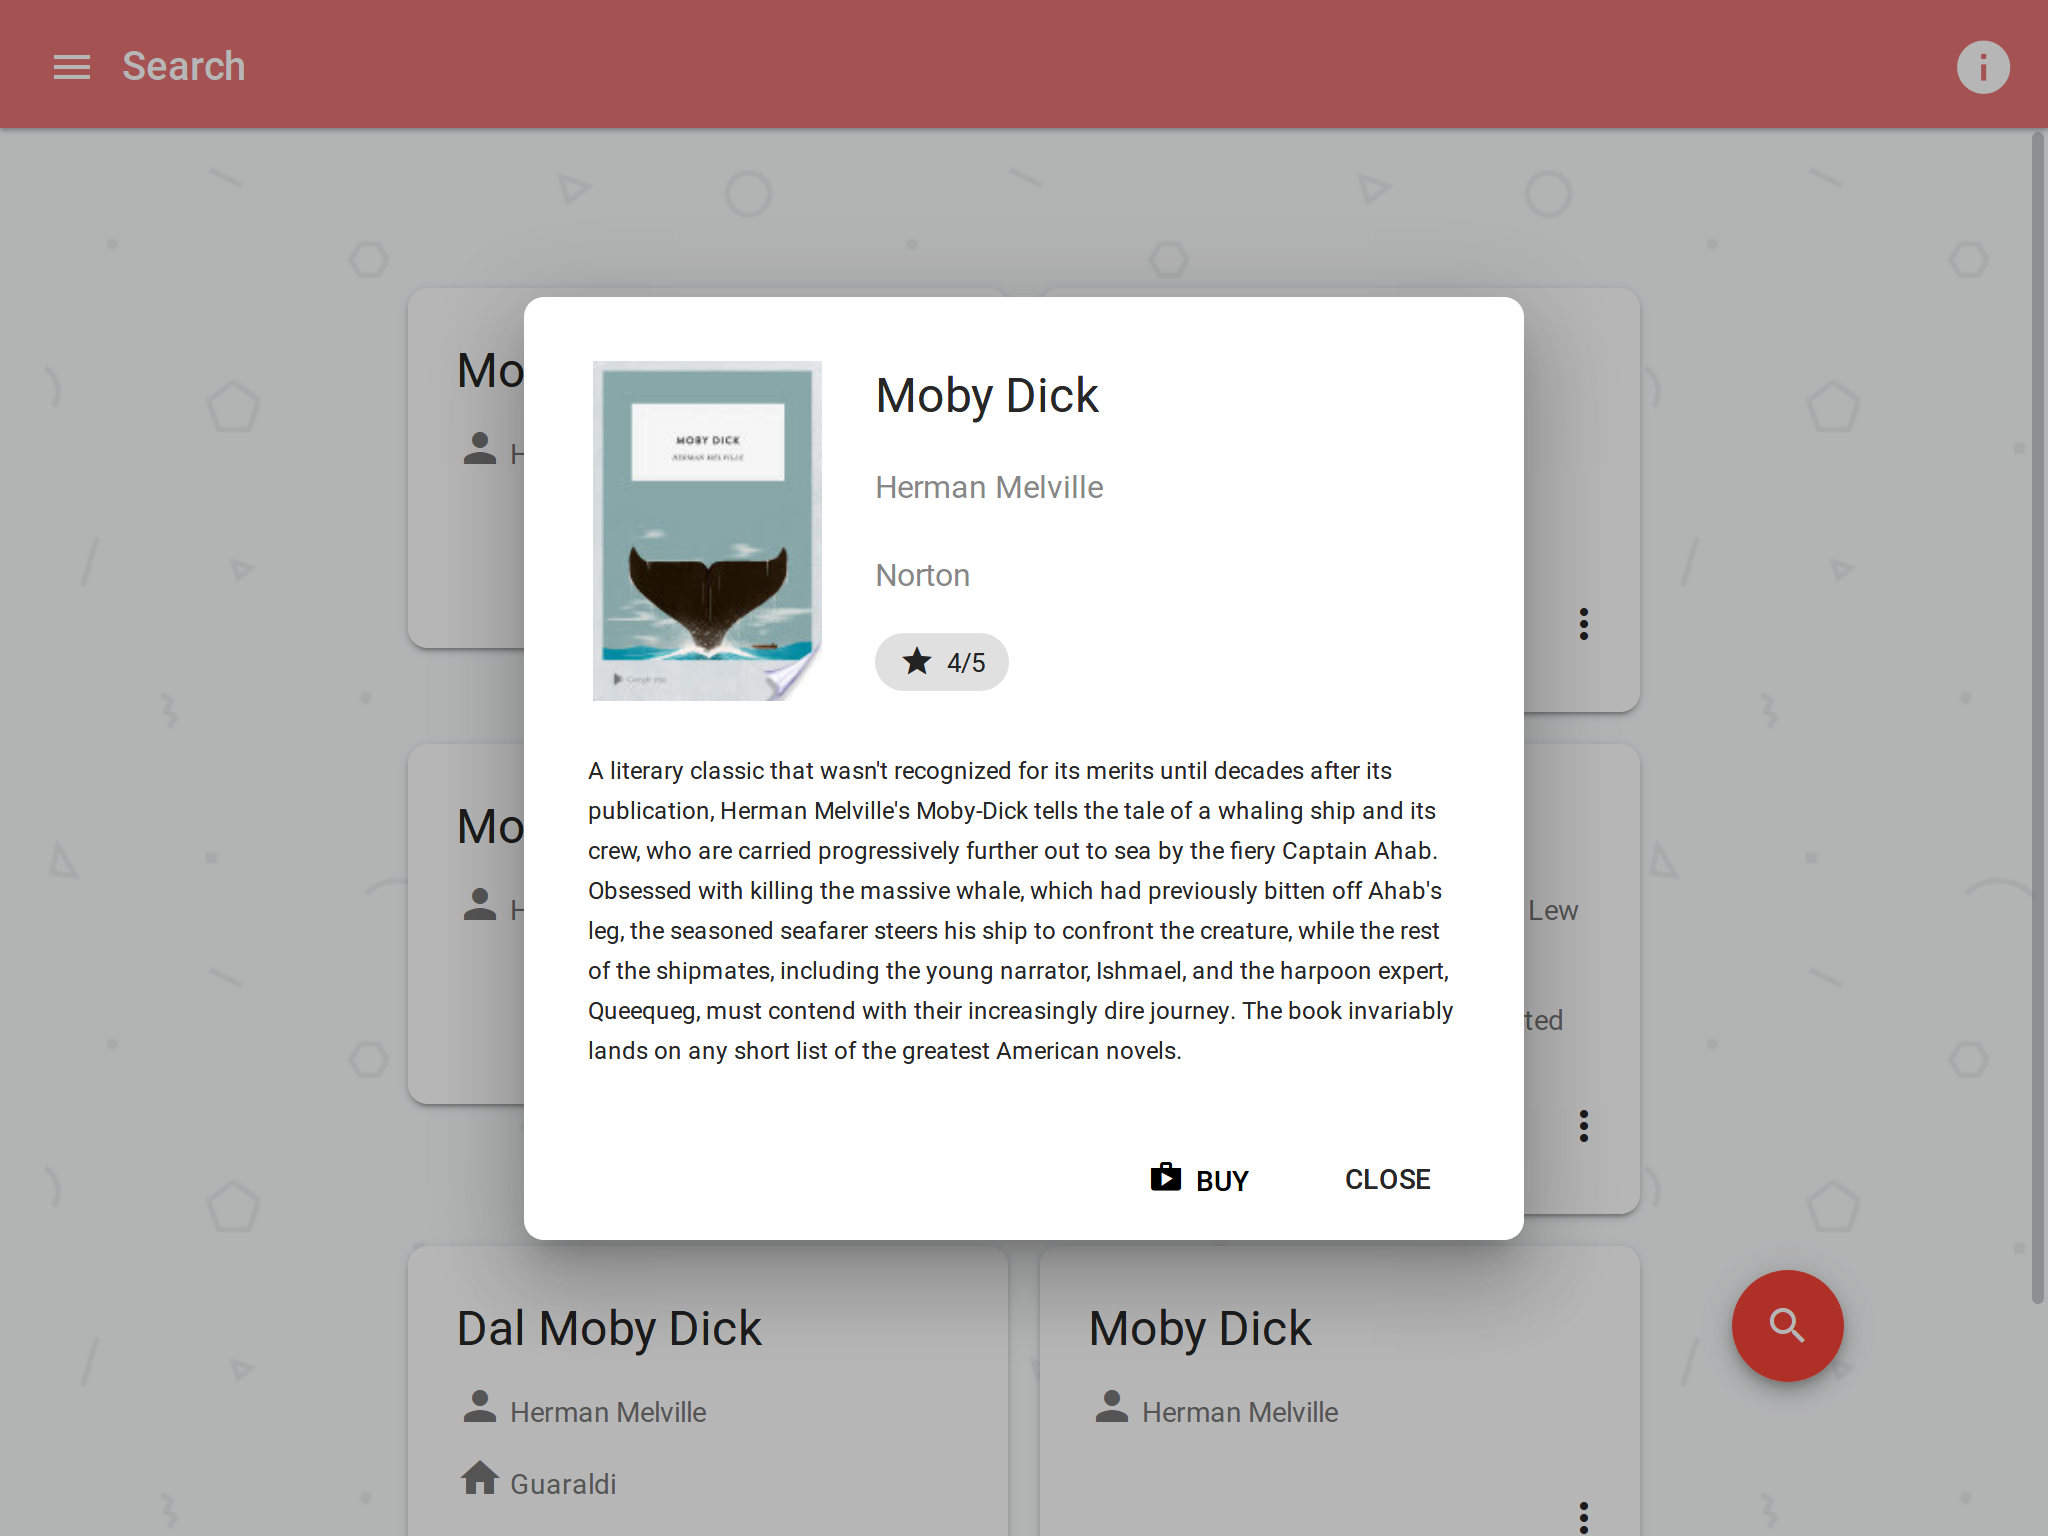 Search
Mo
H
Moby Dick
Herman Melville
Norton
4/5
MOBY DICK
HERMAN MELVILLE
A literary classic that wasn't recognized for its merits until decades after its
publication, Herman Melville's Moby-Dick tells the tale of a whaling ship and its
crew, who are carried progressively further out to sea by the fiery Captain Ahab.
Obsessed with killing the massive whale, which had previously bitten off Ahab's
leg, the seasoned seafarer steers his ship to confront the creature, while the rest
of the shipmates, including the young narrator, Ishmael, and the harpoon expert,
Queequeg, must contend with their increasingly dire journey. The book invariably
lands on any short list of the greatest American novels.
BUY
CLOSE
Mo
H
Lew
ted
Dal Moby Dick
Herman Melville
Guaraldi
Moby Dick
Herman Melville